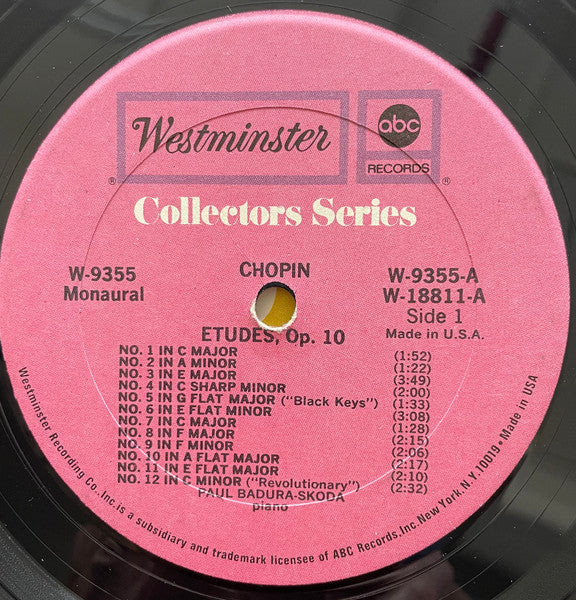 Westminster
®
abc
RECORDS
®
Collectors Series
W-9355
Monaural
CHOPIN
W-9355-A
W-18811-A
Side 1
Made in U.S.A.
ETUDES, Op. 10
NO. 1 IN C MAJOR (1:52)
NO. 2 IN A MINOR (1:22)
NO. 3 IN E MAJOR (3:49)
NO. 4 IN C SHARP MINOR (2:00)
NO. 5 IN G FLAT MAJOR ("Black Keys") (1:33)
NO. 6 IN E FLAT MINOR (3:08)
NO. 7 IN C MAJOR (1:28)
NO. 8 IN F MAJOR (2:15)
NO. 9 IN F MINOR (2:06)
NO. 10 IN A FLAT MAJOR (2:17)
NO. 11 IN E FLAT MAJOR (2:10)
NO. 12 IN C MINOR ("Revolutionary") (2:32)
PAUL BADURA-SKODA
piano
Westminster Recording Co., Inc. is a subsidiary and trademark licensee of ABC Records, Inc. New York, N.Y. 10019 • Made in USA